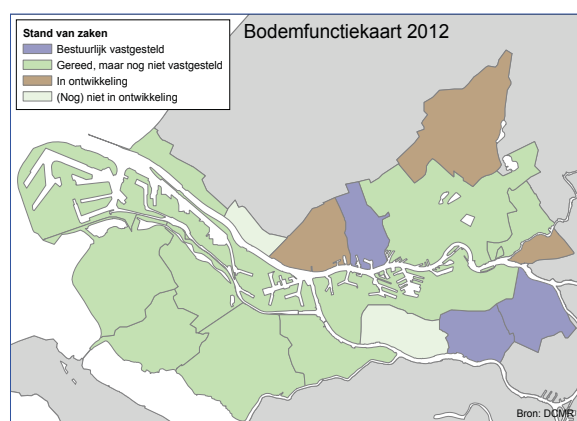 Bodemfunctiekaart 2012
Stand van zaken
Bestuurlijk vastgesteld
Gereed, maar nog niet vastgesteld
In ontwikkeling
(Nog) niet in ontwikkeling
Bron: DCMR